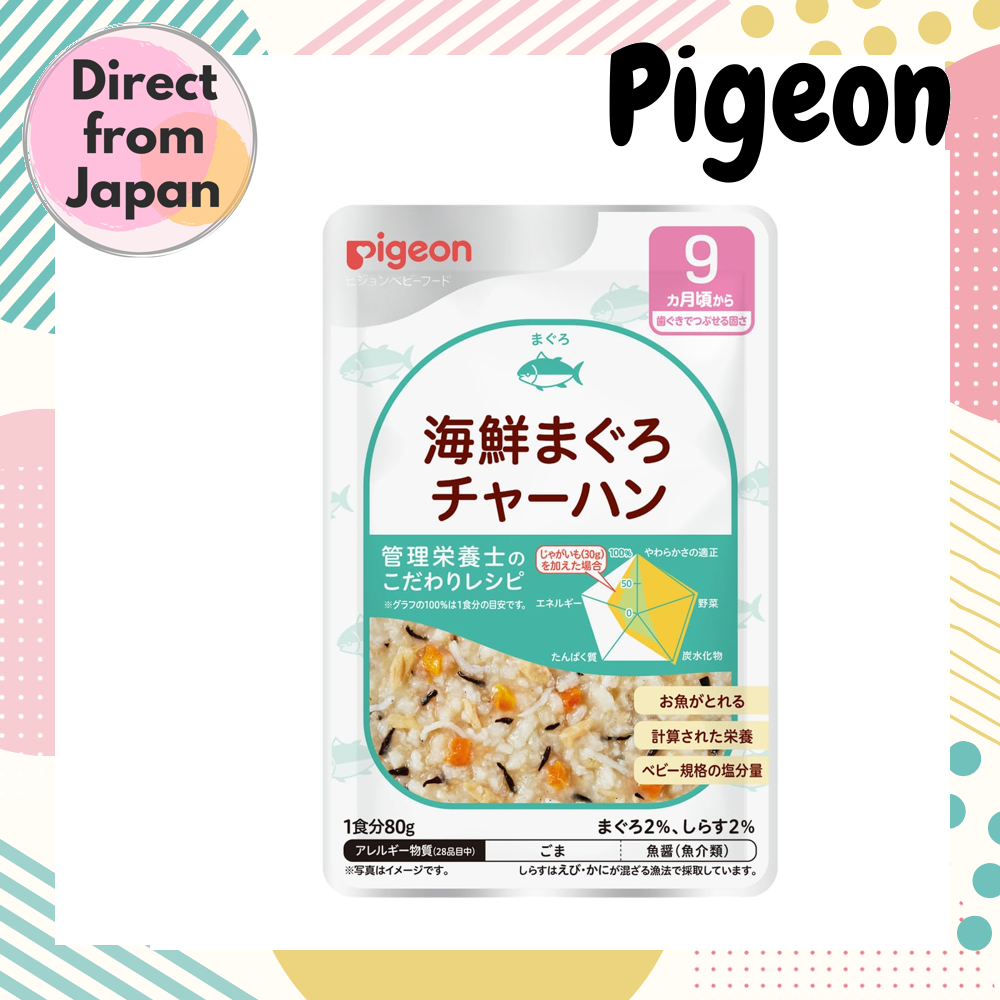 Direct
from
Japan
Pigeon
pigeon
ピジョンベビーフード
9
カ月頃から
歯ぐきでつぶせる固さ
まぐろ
海鮮まぐろ
チャーハン
管理栄養士の
こだわりレシピ
※グラフの100%は1食分の目安です。
じゃがいも(30g)
を加えた場合
100%
50
0
やわらかさの適正
野菜
炭水化物
たんぱく質
エネルギー
お魚がとれる
計算された栄養
ベビー規格の塩分量
1食分80g
まぐろ2%、しらす2%
アレルギー物質(28品目中)
ごま
魚醤(魚介類)
※写真はイメージです。
しらすはえび・かにが混ざる漁法で採取しています。